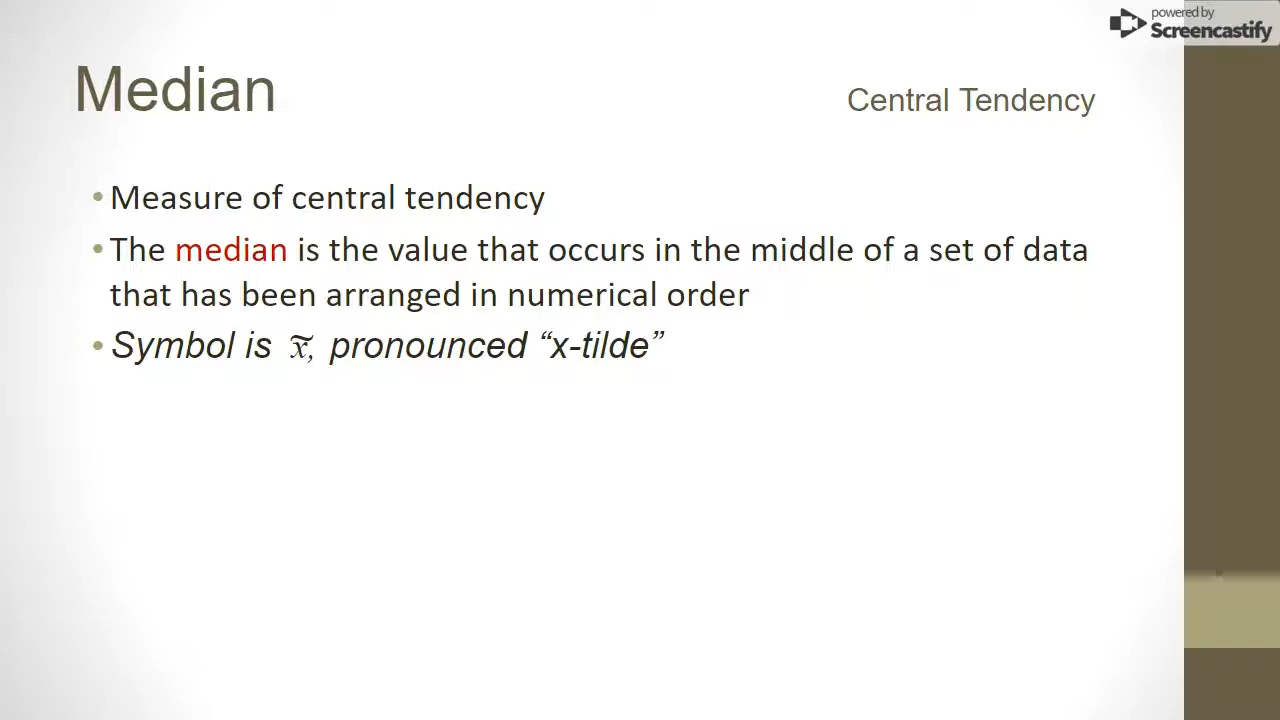 powered by
Screencastify
Median
Central Tendency
• Measure of central tendency
• The median is the value that occurs in the middle of a set of data
that has been arranged in numerical order
• Symbol is x̃, pronounced “x-tilde”